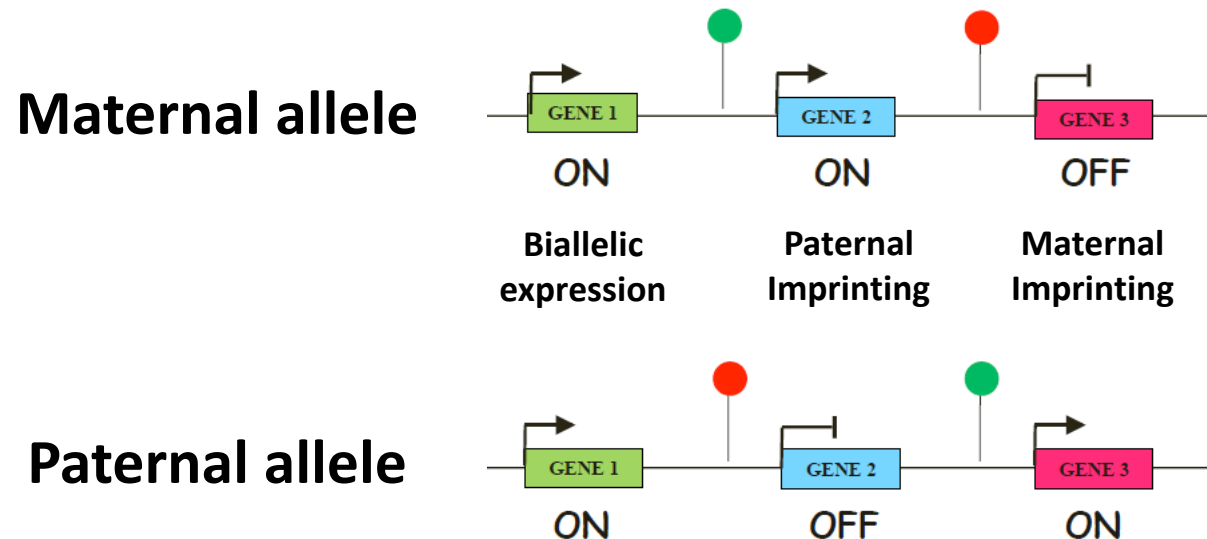 Maternal allele
GENE 1
GENE 2
GENE 3
ON
ON
OFF
Biallelic
expression
Paternal
Imprinting
Maternal
Imprinting
Paternal allele
GENE 1
GENE 2
GENE 3
ON
OFF
ON